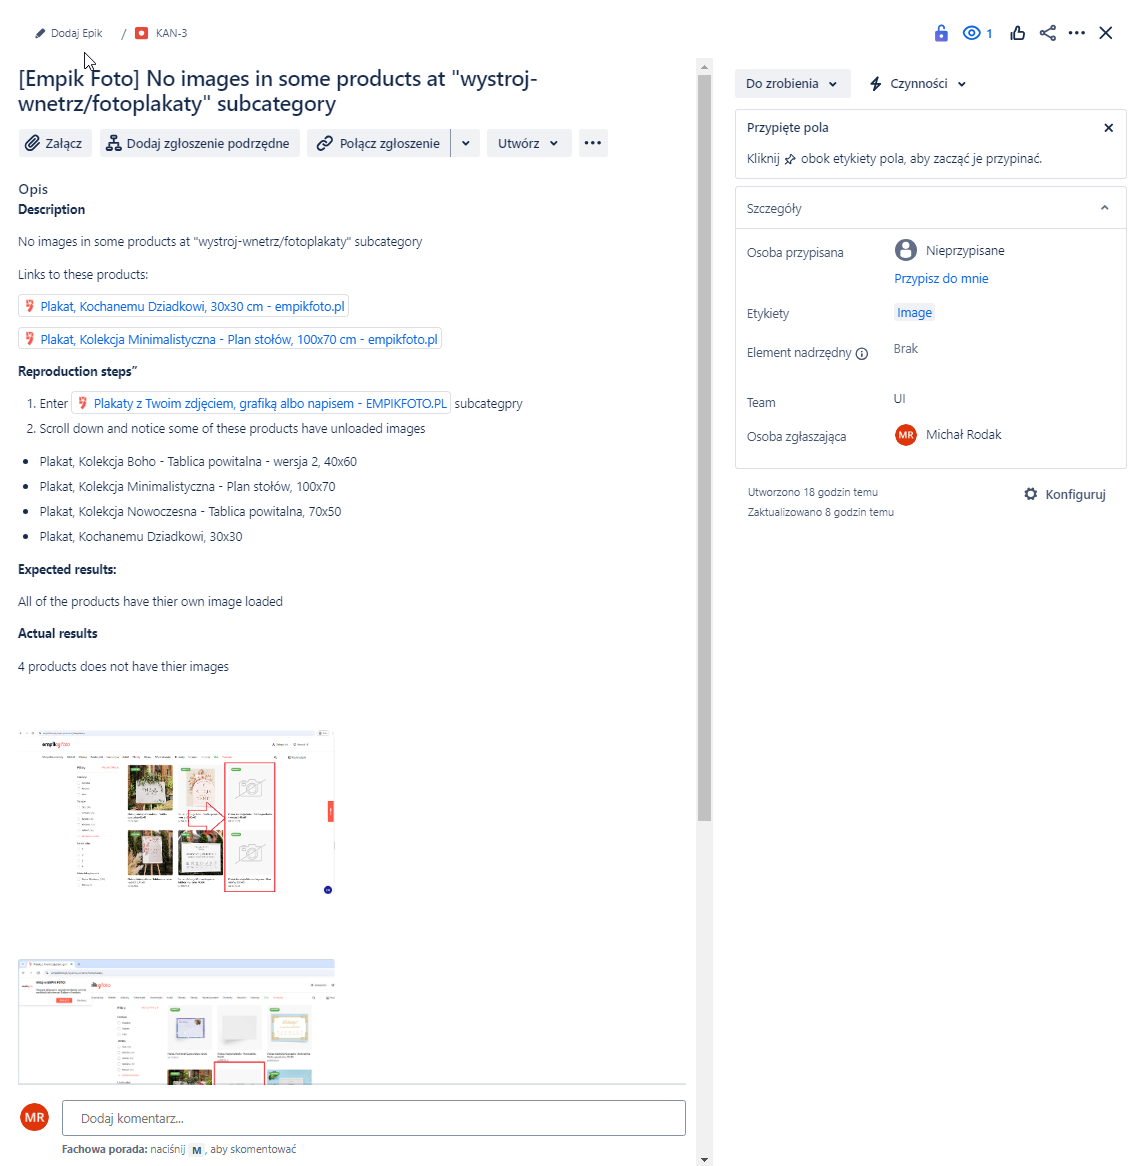 Dodaj Epik / KAN-3
1
[Empik Foto] No images in some products at "wystroj-
wnetrz/fotoplakaty" subcategory
Załącz
Dodaj zgłoszenie podrzędne
Połącz zgłoszenie
Utwórz
Opis
Description
No images in some products at "wystroj-wnetrz/fotoplakaty" subcategory
Links to these products:
Plakat, Kochanemu Dziadkowi, 30x30 cm - empikfoto.pl
Plakat, Kolekcja Minimalistyczna - Plan stołów, 100x70 cm - empikfoto.pl
Reproduction steps”
1. Enter Plakaty z Twoim zdjęciem, grafiką albo napisem - EMPIKFOTO.PL subcategpry
2. Scroll down and notice some of these products have unloaded images
• Plakat, Kolekcja Boho - Tablica powitalna - wersja 2, 40x60
• Plakat, Kolekcja Minimalistyczna - Plan stołów, 100x70
• Plakat, Kolekcja Nowoczesna - Tablica powitalna, 70x50
• Plakat, Kochanemu Dziadkowi, 30x30
Expected results:
All of the products have thier own image loaded
Actual results
4 products does not have thier images
empik foto
MR
Dodaj komentarz...
Fachowa porada: naciśnij M, aby skomentować
Do zrobienia
Czynności
Przypięte pola
Kliknij obok etykiety pola, aby zacząć je przypinać.
Szczegóły
Osoba przypisana
Nieprzypisane
Przypisz do mnie
Etykiety
Image
Element nadrzędny
Brak
Team
UI
Osoba zgłaszająca
MR Michał Rodak
Utworzono 18 godzin temu
Zaktualizowano 8 godzin temu
Konfiguruj